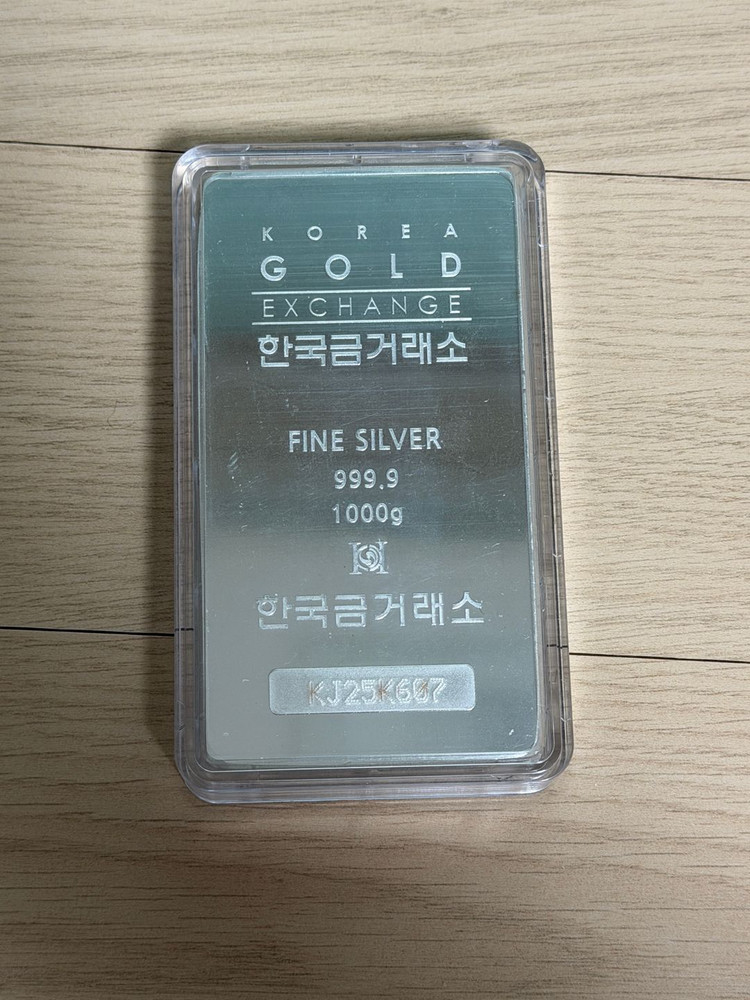 KOREA
GOLD
EXCHANGE
한국금거래소
FINE SILVER
999.9
1000g
한국금거래소
KJ25K607